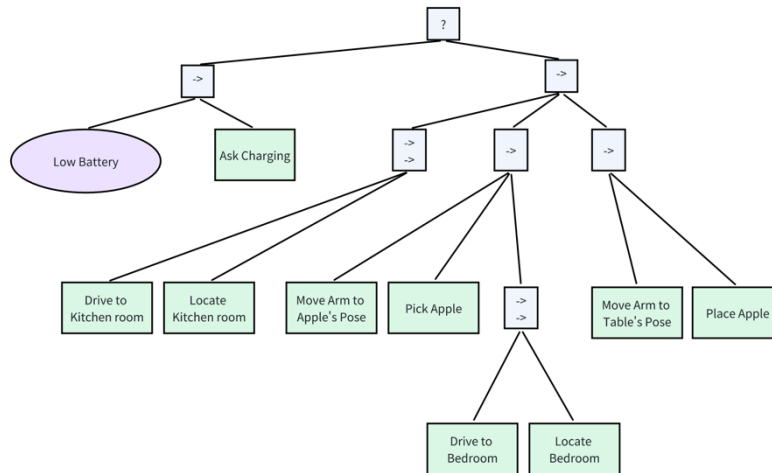 ?
->
->
Low Battery
Ask Charging
->
->
->
->
Drive to
Kitchen room
Locate
Kitchen room
Move Arm to
Apple's Pose
Pick Apple
->
->
Move Arm to
Table's Pose
Place Apple
Drive to
Bedroom
Locate
Bedroom